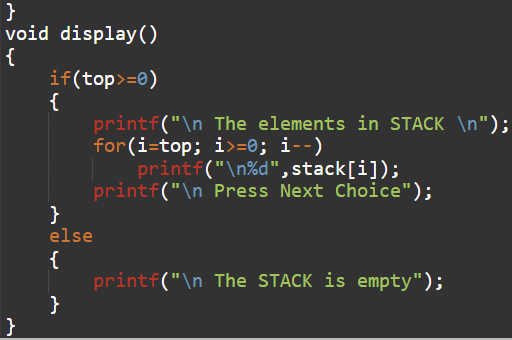 }
void display()
{
    if(top>=0)
    {
        printf("\n The elements in STACK \n");
        for(i=top; i>=0; i--)
            printf("\n%d",stack[i]);
        printf("\n Press Next Choice");
    }
    else
    {
        printf("\n The STACK is empty");
    }
}